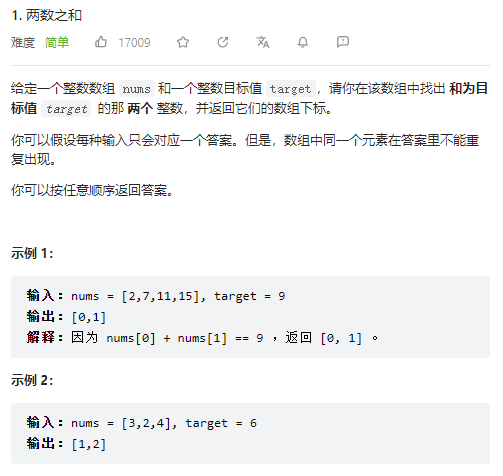 1. 两数之和
难度 简单 17009
给定一个整数数组 nums 和一个整数目标值 target，请你在该数组中找出 和为目
标值 target 的那 两个 整数，并返回它们的数组下标。
你可以假设每种输入只会对应一个答案。但是，数组中同一个元素在答案里不能重
复出现。
你可以按任意顺序返回答案。
示例 1：
输入：nums = [2,7,11,15], target = 9
输出：[0,1]
解释：因为 nums[0] + nums[1] == 9 ，返回 [0, 1] 。
示例 2：
输入：nums = [3,2,4], target = 6
输出：[1,2]